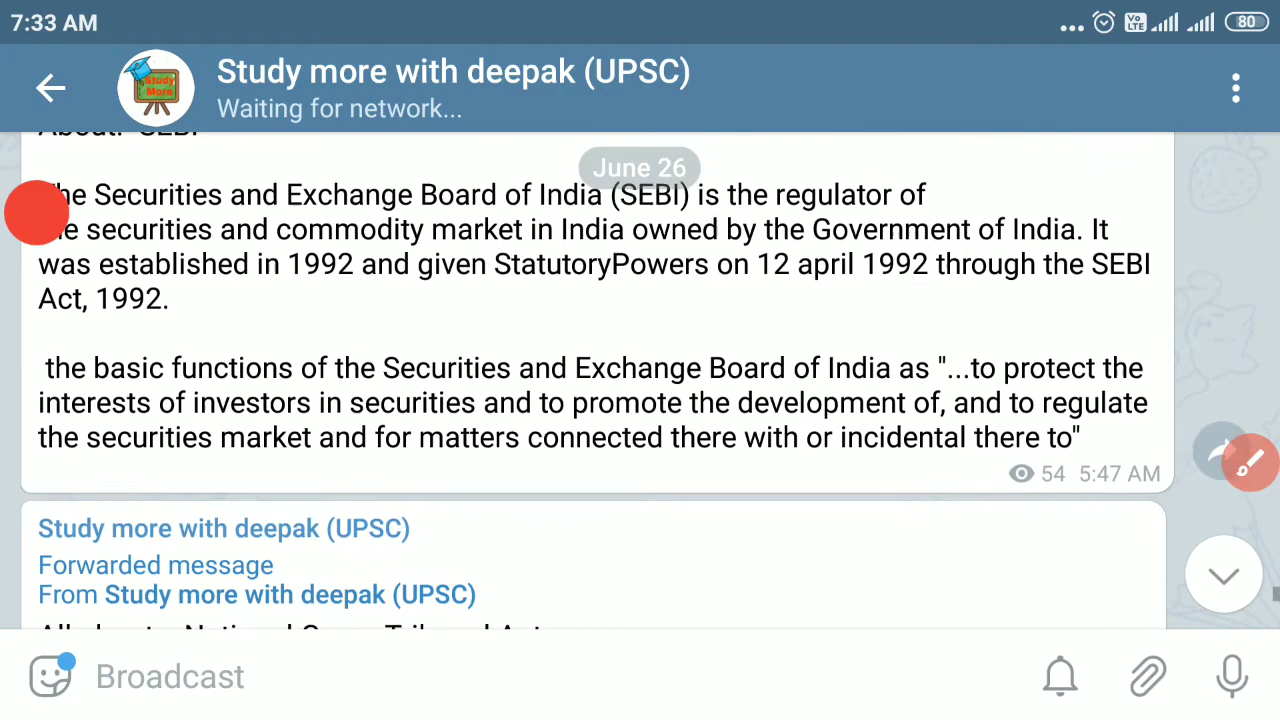 7:33 AM
Vo LTE
80
Study more with deepak (UPSC)
Study More
Waiting for network...
About: SEBI
June 26
he Securities and Exchange Board of India (SEBI) is the regulator of
e securities and commodity market in India owned by the Government of India. It
was established in 1992 and given StatutoryPowers on 12 april 1992 through the SEBI
Act, 1992.
the basic functions of the Securities and Exchange Board of India as "...to protect the
interests of investors in securities and to promote the development of, and to regulate
the securities market and for matters connected there with or incidental there to"
54 5:47 AM
Study more with deepak (UPSC)
Forwarded message
From Study more with deepak (UPSC)
Broadcast